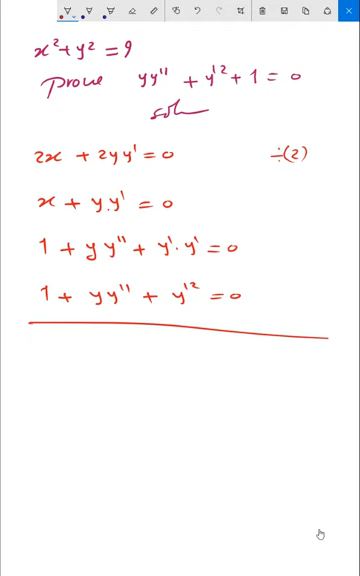 x² + y² = 9
prove yy'' + y'² + 1 = 0
soln
2x + 2yy' = 0 ÷(2)
x + y.y' = 0
1 + yy'' + y'.y' = 0
1 + yy'' + y'² = 0